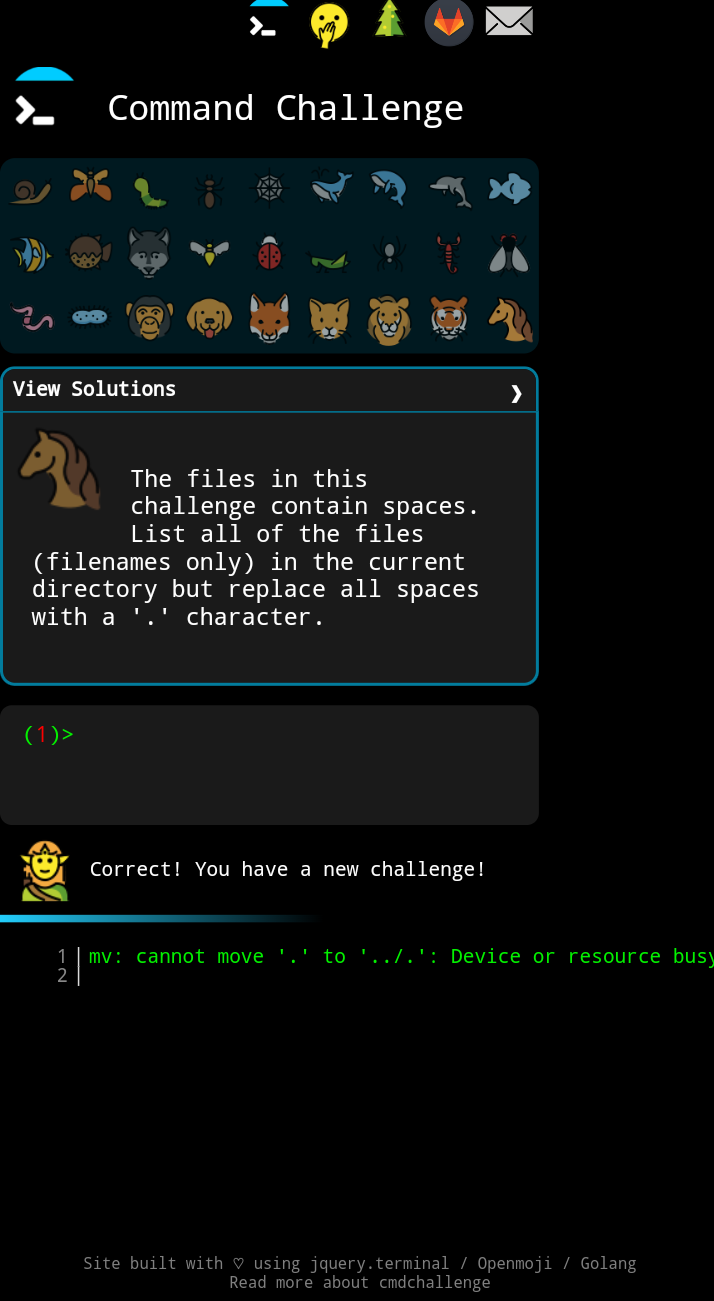 Command Challenge
View Solutions ❯
The files in this
challenge contain spaces.
List all of the files
(filenames only) in the current
directory but replace all spaces
with a '.' character.
(1)>
Correct! You have a new challenge!
1 mv: cannot move '.' to '../.': Device or resource busy
2
Site built with ♡ using jquery.terminal / Openmoji / Golang
Read more about cmdchallenge